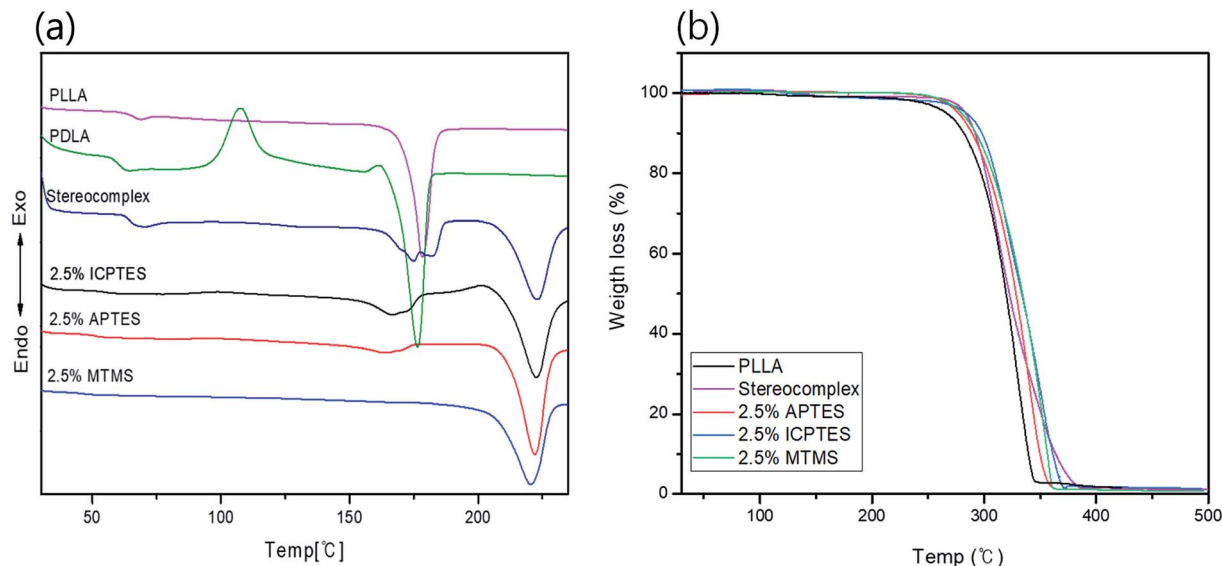 (a)
PLLA
PDLA
Stereocomplex
2.5% ICPTES
2.5% APTES
2.5% MTMS
Endo ⟷ Exo
50
100
150
200
Temp[℃]
(b)
100
80
60
40
20
0
Weigth loss (%)
PLLA
Stereocomplex
2.5% APTES
2.5% ICPTES
2.5% MTMS
100
200
300
400
500
Temp (℃)